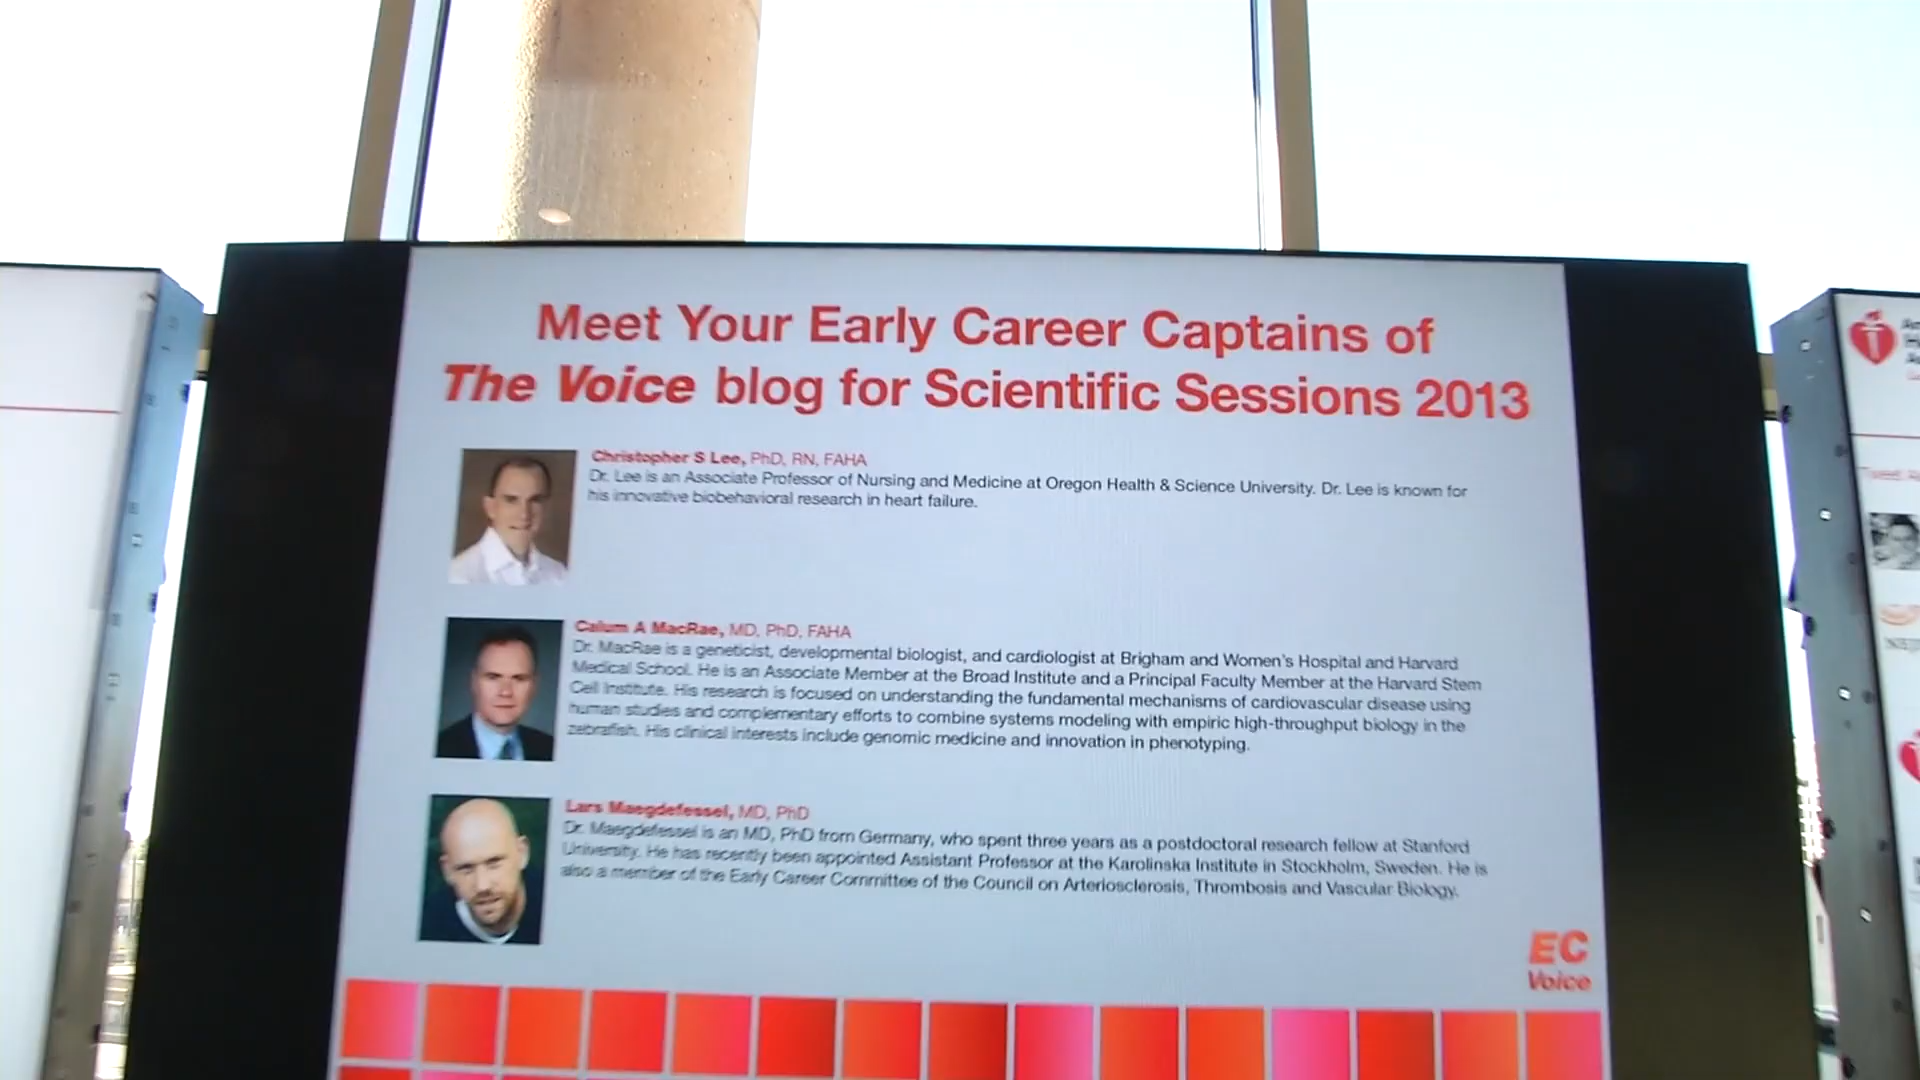 Meet Your Early Career Captains of
The Voice blog for Scientific Sessions 2013
Christopher S Lee, PhD, RN, FAHA
Dr. Lee is an Associate Professor of Nursing and Medicine at Oregon Health & Science University. Dr. Lee is known for
his innovative biobehavioral research in heart failure.
Calum A MacRae, MD, PhD, FAHA
Dr. MacRae is a geneticist, developmental biologist, and cardiologist at Brigham and Women's Hospital and Harvard
Medical School. He is an Associate Member at the Broad Institute and a Principal Faculty Member at the Harvard Stem
Cell Institute. His research is focused on understanding the fundamental mechanisms of cardiovascular disease using
human studies and complementary efforts to combine systems modeling with empiric high-throughput biology in the
zebrafish. His clinical interests include genomic medicine and innovation in phenotyping.
Lars Maegdefessel, MD, PhD
Dr. Maegdefessel is an MD, PhD from Germany, who spent three years as a postdoctoral research fellow at Stanford
University. He has recently been appointed Assistant Professor at the Karolinska Institute in Stockholm, Sweden. He is
also a member of the Early Career Committee of the Council on Arteriosclerosis, Thrombosis and Vascular Biology.
EC
Voice